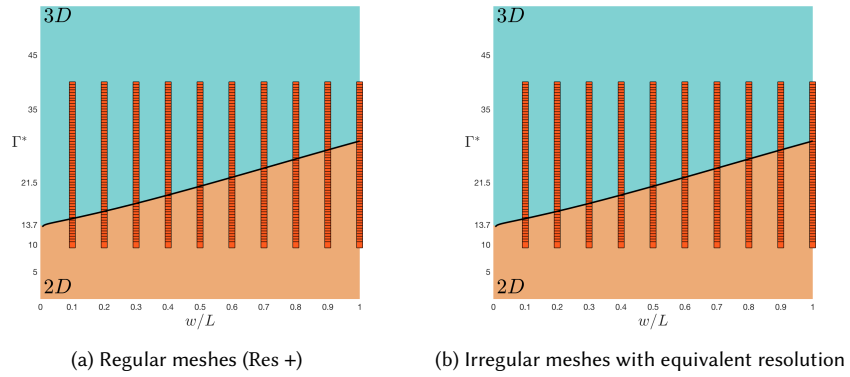 3D
45
35
Γ*
21.5
13.7
10
5
2D
0 0.1 0.2 0.3 0.4 0.5 0.6 0.7 0.8 0.9 1
w/L
(a) Regular meshes (Res +)
3D
45
35
Γ*
21.5
13.7
10
5
2D
0 0.1 0.2 0.3 0.4 0.5 0.6 0.7 0.8 0.9 1
w/L
(b) Irregular meshes with equivalent resolution